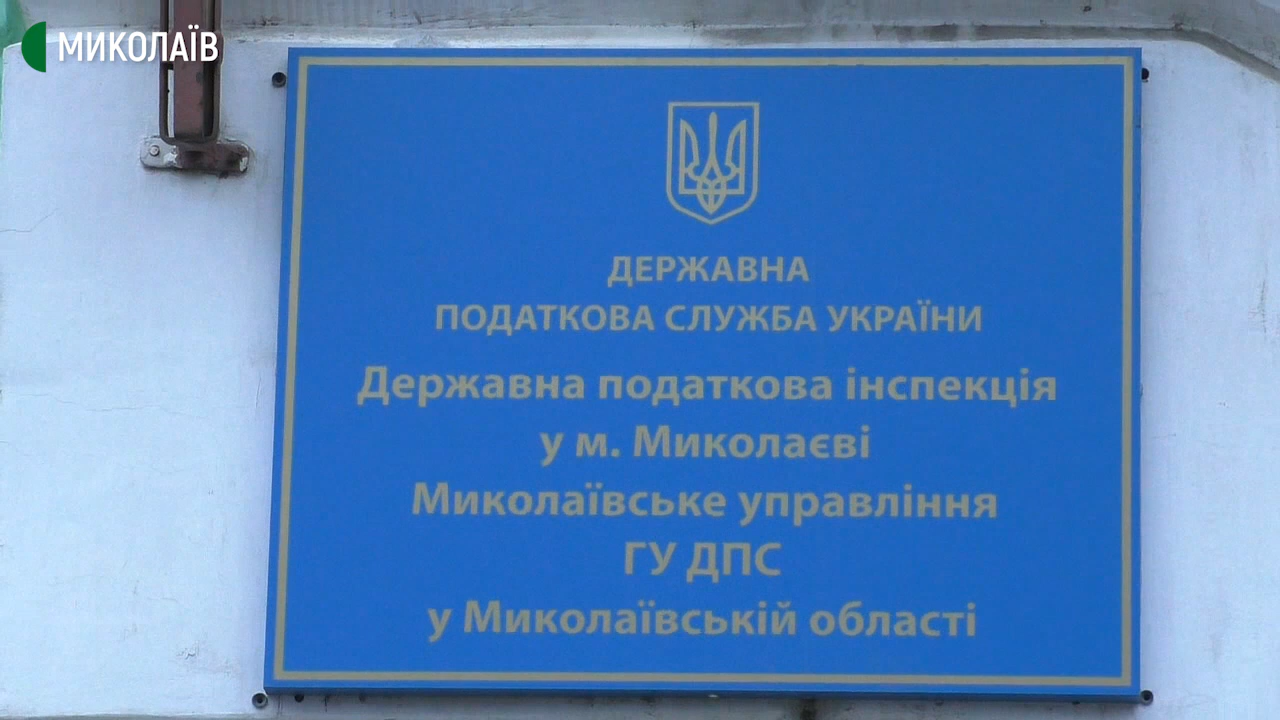 МИКОЛАЇВ
ДЕРЖАВНА
ПОДАТКОВА СЛУЖБА УКРАЇНИ
Державна податкова інспекція
у м. Миколаєві
Миколаївське управління
ГУ ДПС
у Миколаївській області